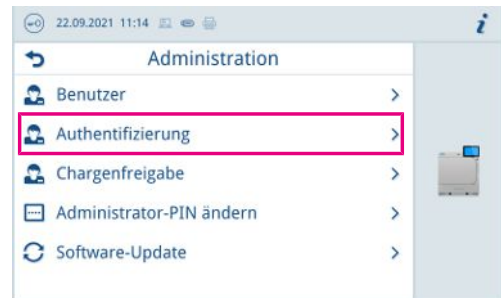 22.09.2021 11:14
Administration
Benutzer
Authentifizierung
Chargenfreigabe
Administrator-PIN ändern
Software-Update